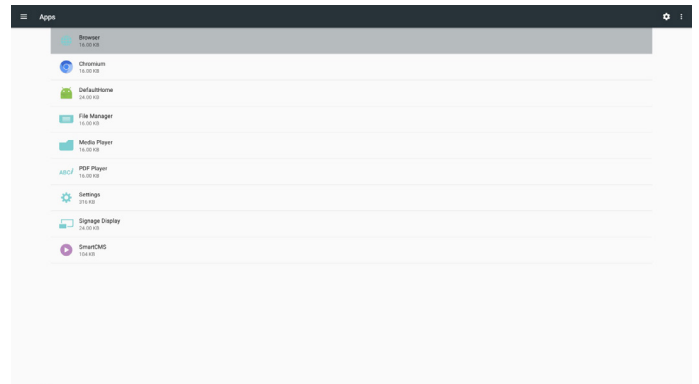 Apps
Browser
16.00 KB
Chromium
16.00 KB
DefaultHome
24.00 KB
File Manager
16.00 KB
Media Player
16.00 KB
ABC
PDF Player
16.00 KB
Settings
316 KB
Signage Display
24.00 KB
SmartCMS
104 KB